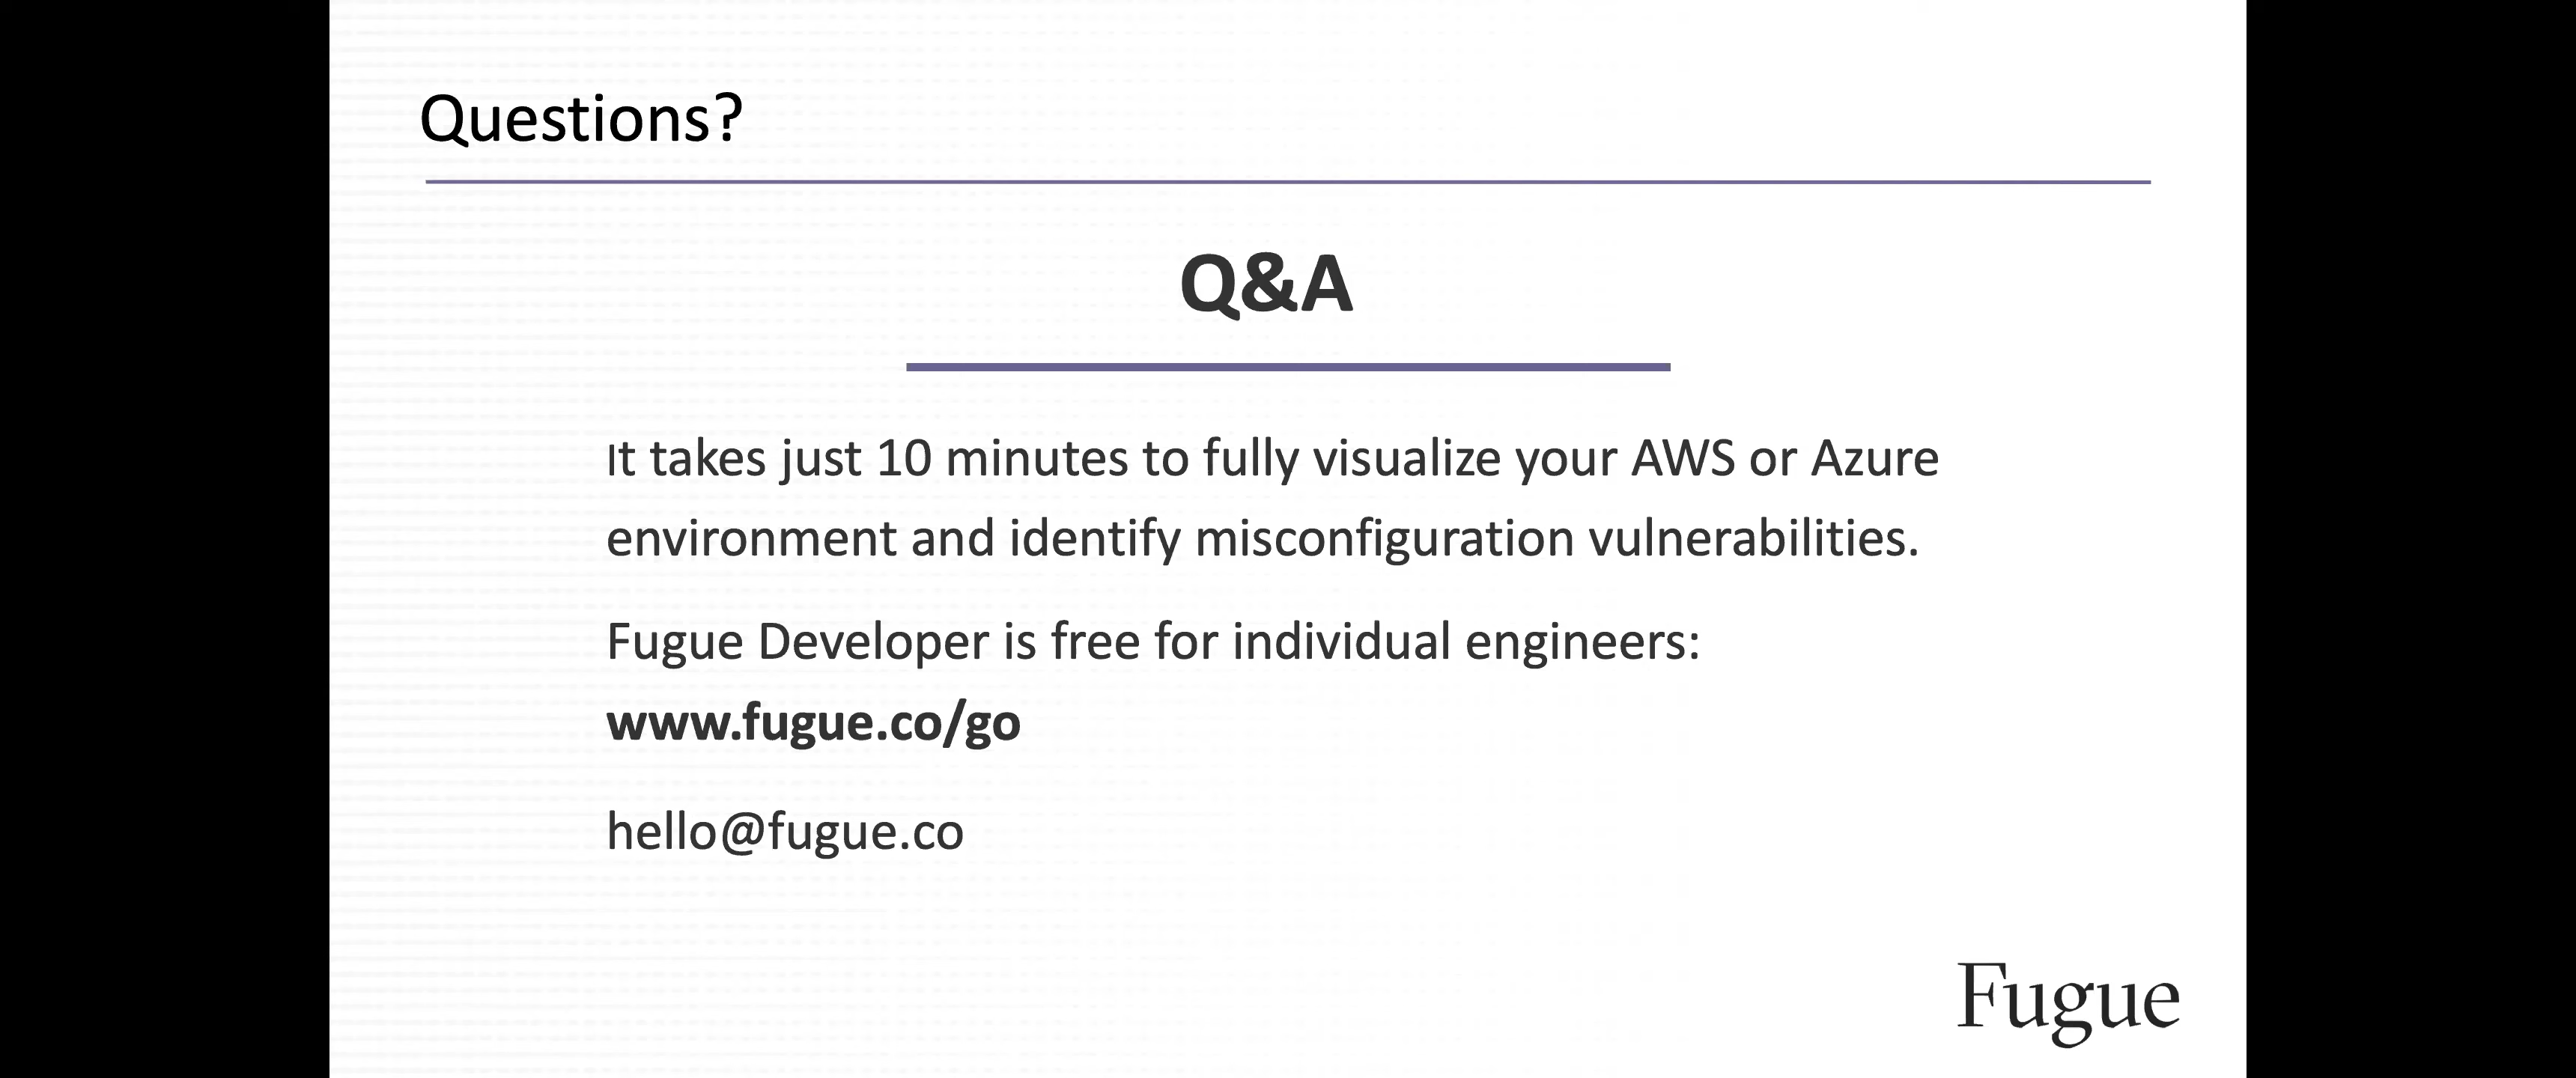 Questions?
Q&A
It takes just 10 minutes to fully visualize your AWS or Azure
environment and identify misconfiguration vulnerabilities.
Fugue Developer is free for individual engineers:
www.fugue.co/go
hello@fugue.co
Fugue